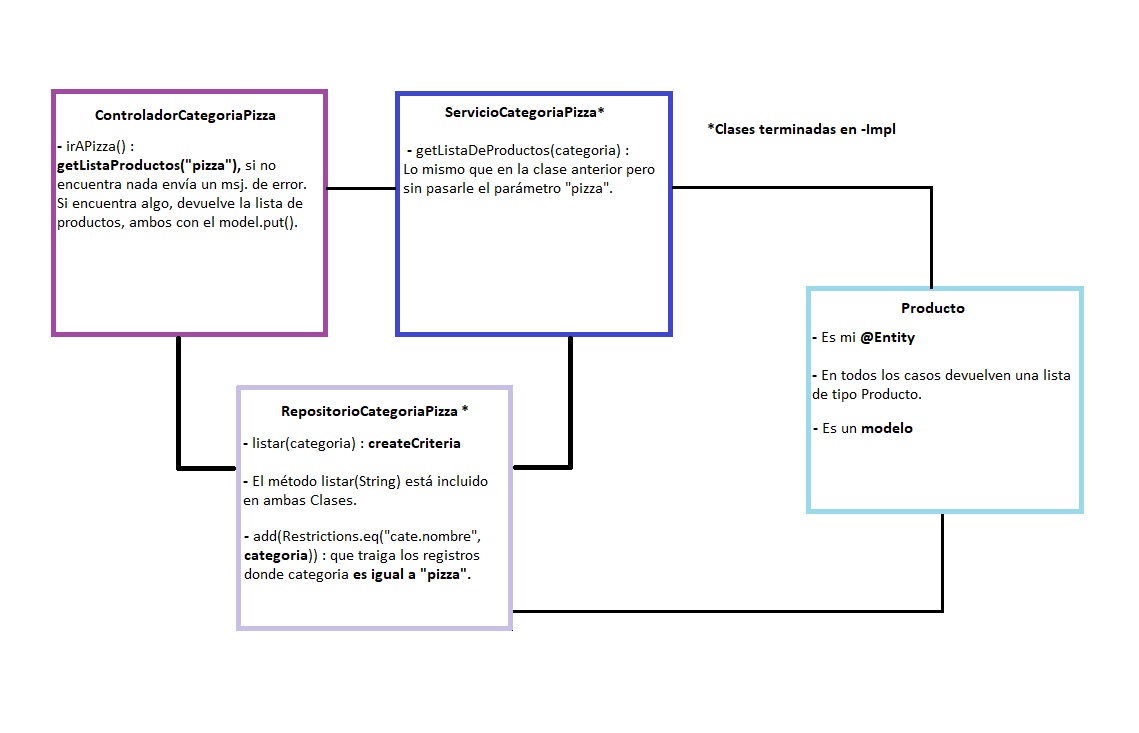 ControladorCategoriaPizza
- irAPizza() :
getListaProductos("pizza"), si no
encuentra nada envía un msj. de error.
Si encuentra algo, devuelve la lista de
productos, ambos con el model.put().
ServicioCategoriaPizza*
- getListaDeProductos(categoria) :
Lo mismo que en la clase anterior pero
sin pasarle el parámetro "pizza".
*Clases terminadas en -Impl
Producto
- Es mi @Entity
- En todos los casos devuelven una lista
de tipo Producto.
- Es un modelo
RepositorioCategoriaPizza *
- listar(categoria) : createCriteria
- El método listar(String) está incluido
en ambas Clases.
- add(Restrictions.eq("cate.nombre",
categoria)) : que traiga los registros
donde categoria es igual a "pizza".